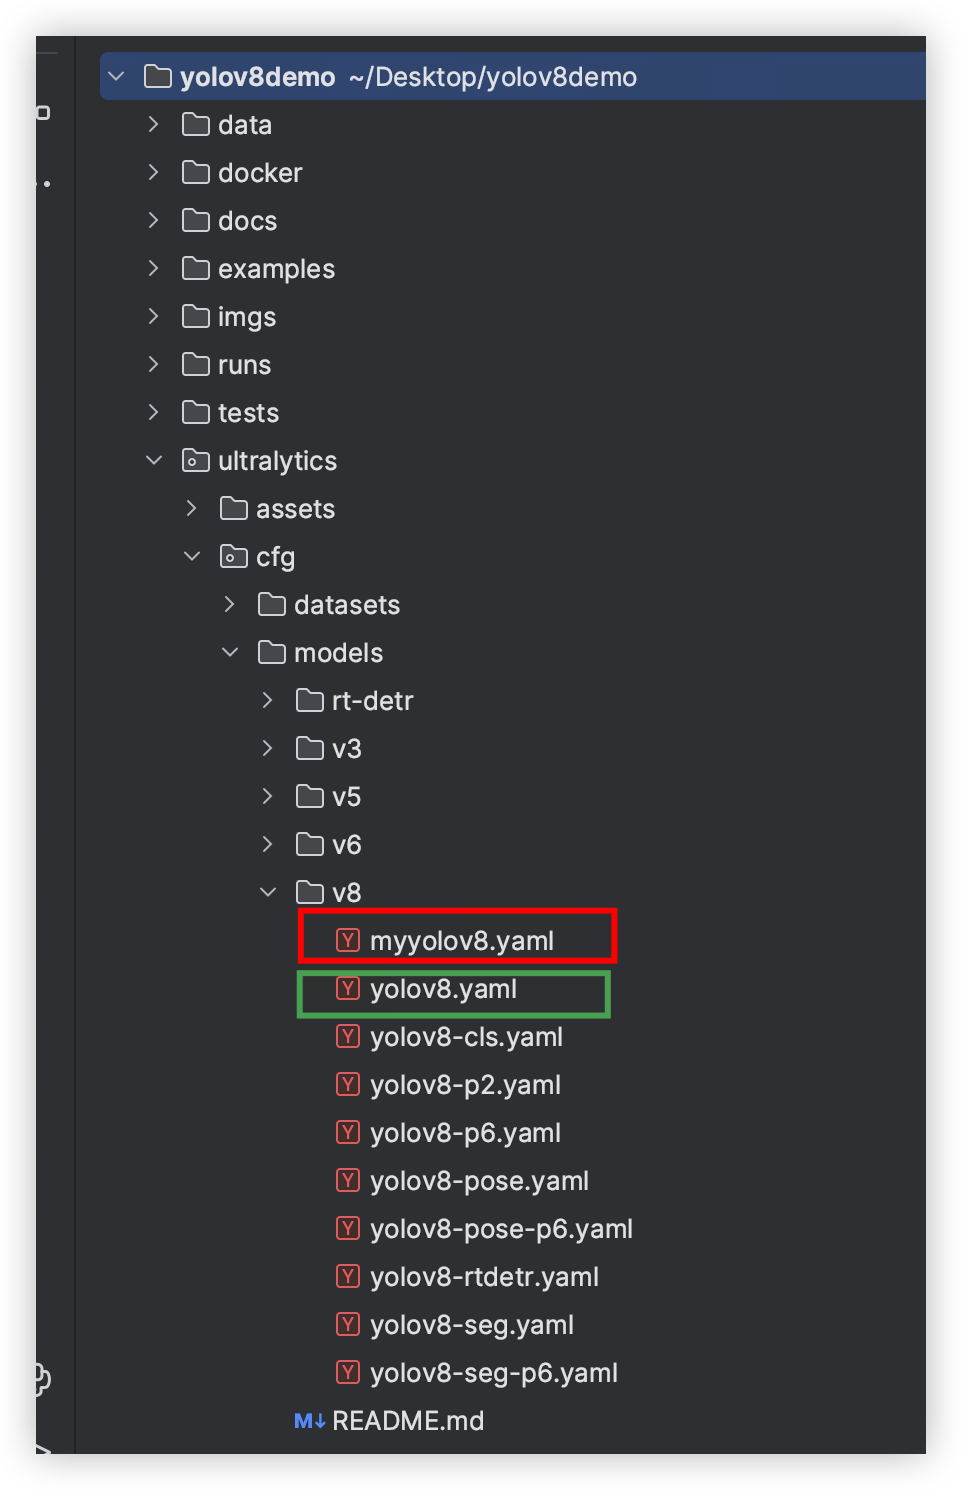 yolov8demo ~/Desktop/yolov8demo
data
docker
docs
examples
imgs
runs
tests
ultralytics
assets
cfg
datasets
models
rt-detr
v3
v5
v6
v8
Y myyolov8.yaml
Y yolov8.yaml
Y yolov8-cls.yaml
Y yolov8-p2.yaml
Y yolov8-p6.yaml
Y yolov8-pose.yaml
Y yolov8-pose-p6.yaml
Y yolov8-rtdetr.yaml
Y yolov8-seg.yaml
Y yolov8-seg-p6.yaml
M↓ README.md